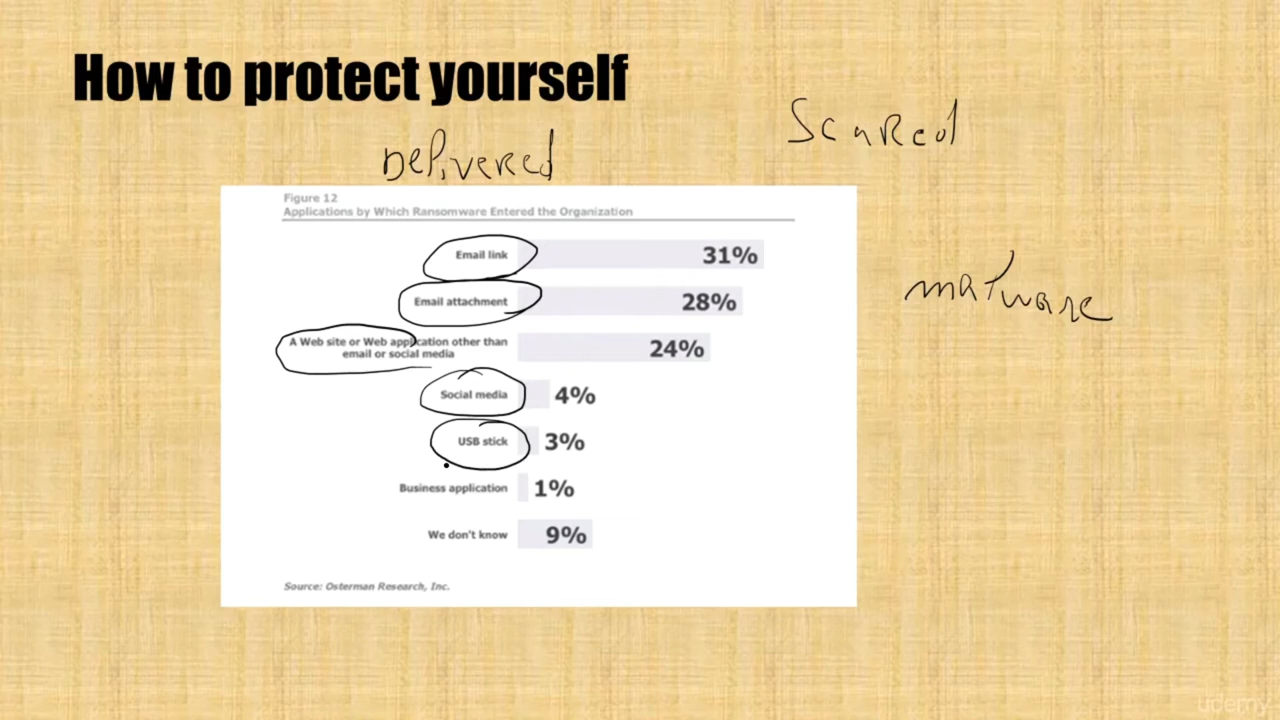 How to protect yourself
Scared
Delivered
Figure 12
Applications by Which Ransomware Entered the Organization
Email link 31%
Email attachment 28%
malware
A Web site or Web application other than
email or social media 24%
Social media 4%
USB stick 3%
Business application 1%
We don't know 9%
Source: Osterman Research, Inc.
udemy